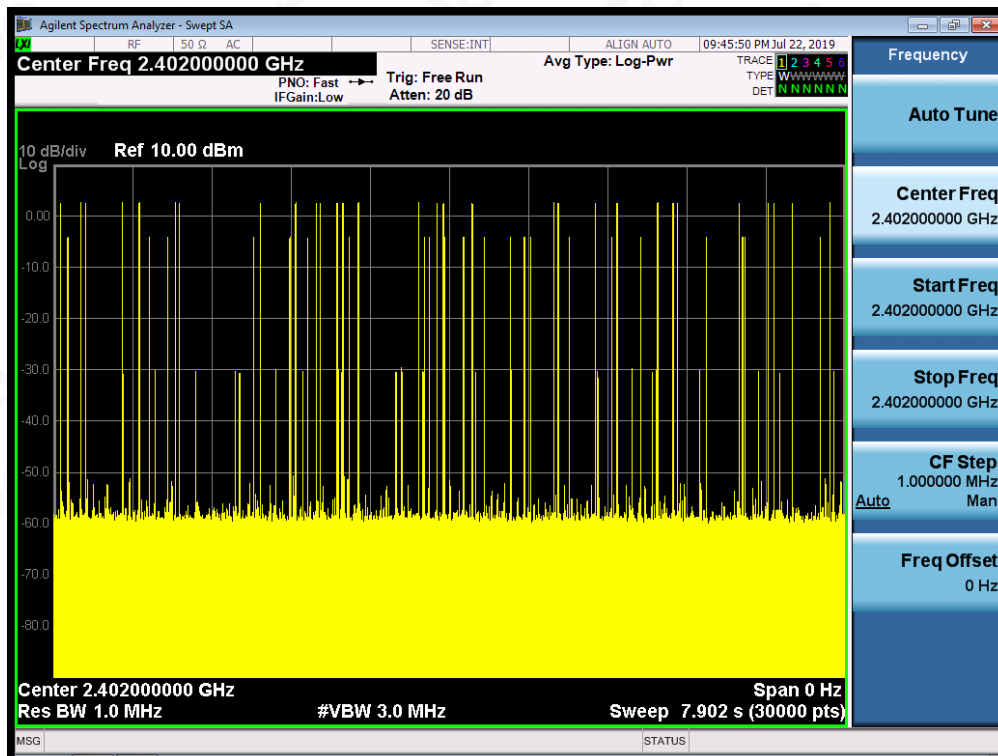 Agilent Spectrum Analyzer - Swept SA
LXI RF 50 Ω AC SENSE:INT ALIGN AUTO 09:45:50 PM Jul 22, 2019
Center Freq 2.402000000 GHz
PNO: Fast
IFGain:Low
Trig: Free Run
Atten: 20 dB
Avg Type: Log-Pwr
TRACE 1 2 3 4 5 6
TYPE W
DET N N N N N N
10 dB/div Ref 10.00 dBm
Log
0.00
-10.0
-20.0
-30.0
-40.0
-50.0
-60.0
-70.0
-80.0
Center 2.402000000 GHz Span 0 Hz
Res BW 1.0 MHz #VBW 3.0 MHz Sweep 7.902 s (30000 pts)
MSG STATUS
Frequency
Auto Tune
Center Freq
2.402000000 GHz
Start Freq
2.402000000 GHz
Stop Freq
2.402000000 GHz
CF Step
1.000000 MHz
Auto Man
Freq Offset
0 Hz